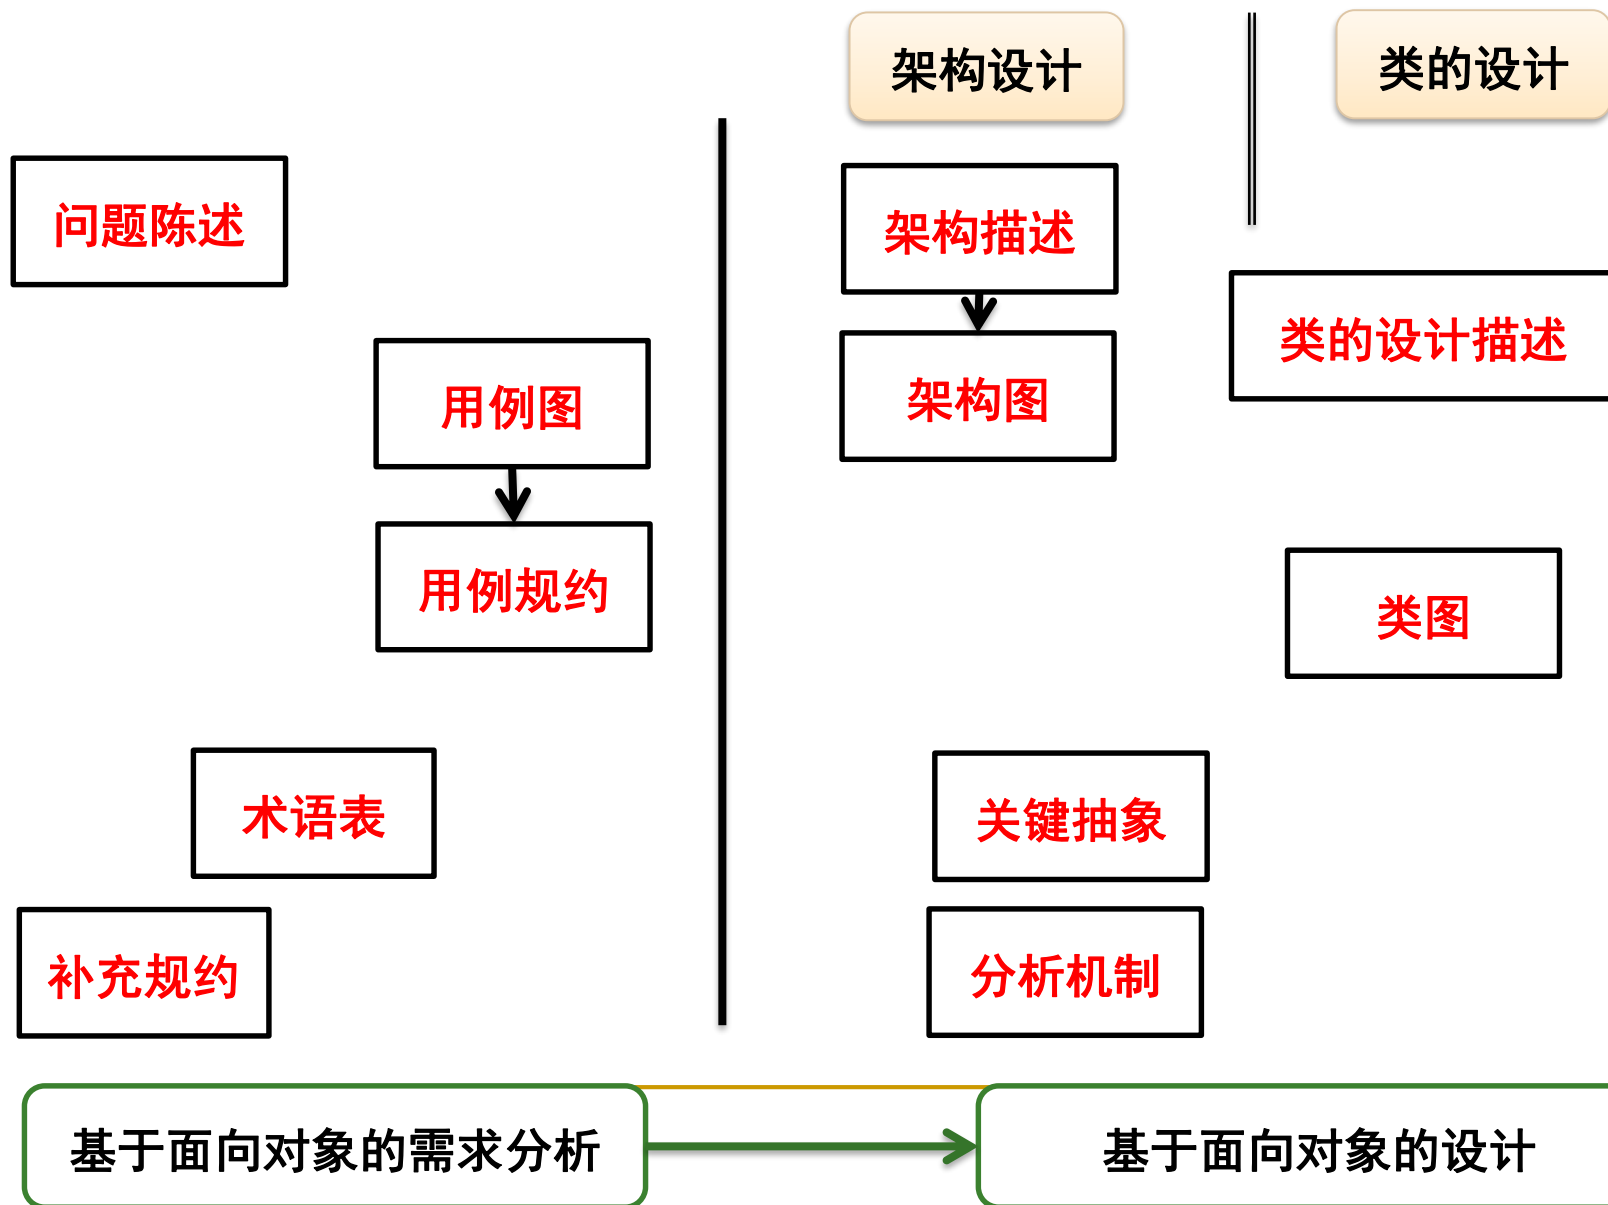 架构设计
类的设计
问题陈述
架构描述
类的设计描述
用例图
架构图
用例规约
类图
术语表
关键抽象
补充规约
分析机制
基于面向对象的需求分析
基于面向对象的设计